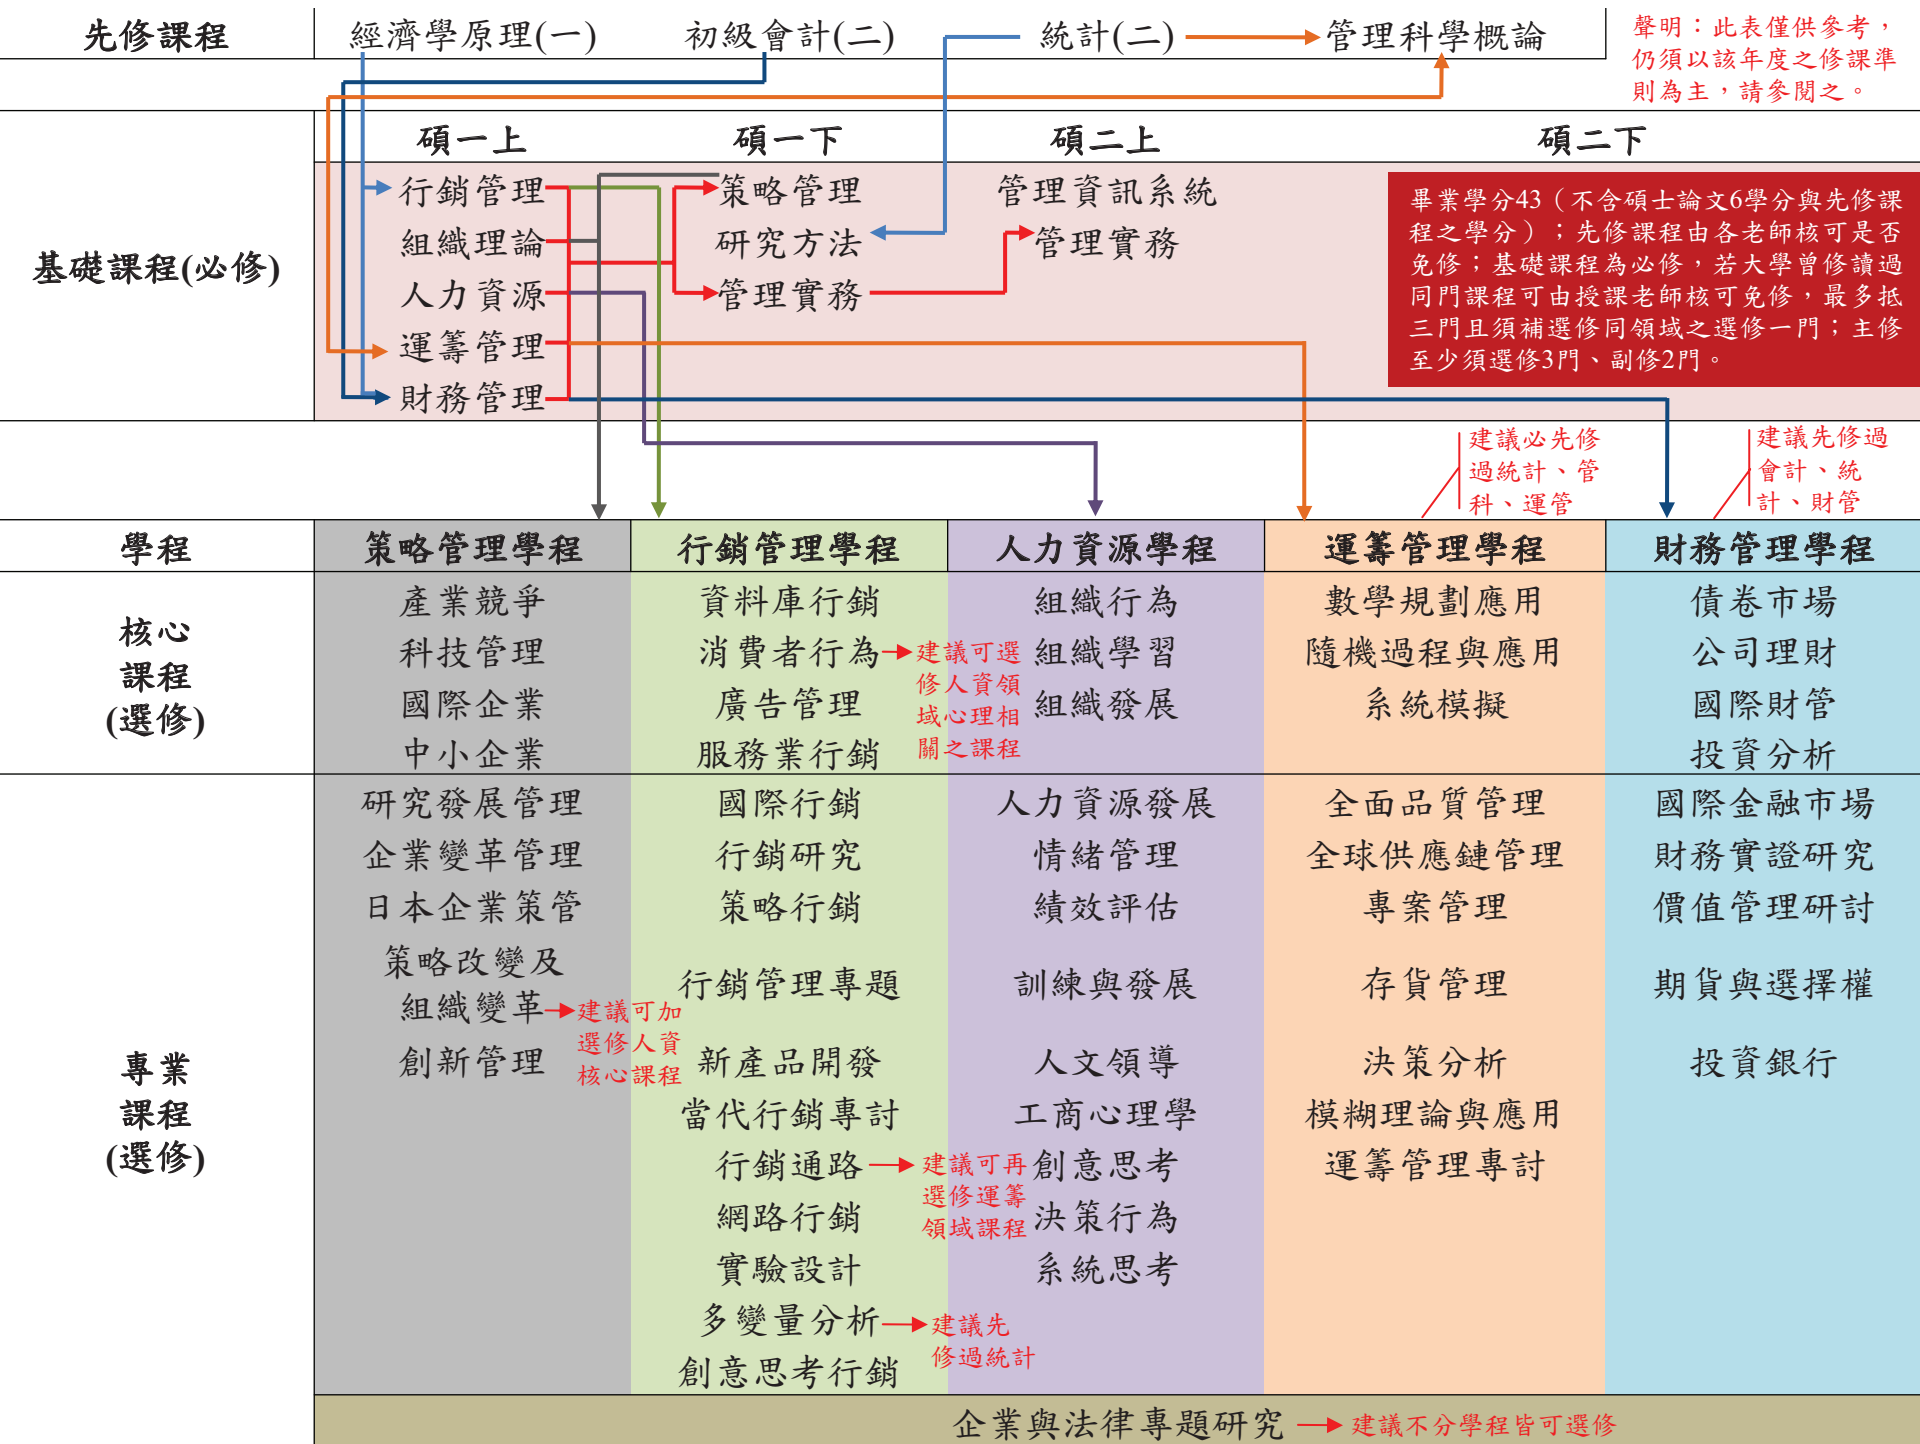 先修課程
經濟學原理(一)
初級會計(二)
統計(二)
管理科學概論
聲明：此表僅供參考，
仍須以該年度之修課準
則為主，請參閱之。
碩一上
碩一下
碩二上
碩二下
基礎課程(必修)
行銷管理
組織理論
人力資源
運籌管理
財務管理
策略管理
研究方法
管理實務
管理資訊系統
管理實務
畢業學分43（不含碩士論文6學分與先修課
程之學分）；先修課程由各老師核可是否
免修；基礎課程為必修，若大學曾修讀過
同門課程可由授課老師核可免修，最多抵
三門且須補選修同領域之選修一門；主修
至少須選修3門、副修2門。
建議必先修
過統計、管
科、運管
建議先修過
會計、統
計、財管
學程
策略管理學程
行銷管理學程
人力資源學程
運籌管理學程
財務管理學程
核心
課程
(選修)
產業競爭
科技管理
國際企業
中小企業
資料庫行銷
消費者行為
廣告管理
服務業行銷
建議可選
修人資領
域心理相
關之課程
組織行為
組織學習
組織發展
數學規劃應用
隨機過程與應用
系統模擬
債卷市場
公司理財
國際財管
投資分析
專業
課程
(選修)
研究發展管理
企業變革管理
日本企業策管
策略改變及
組織變革
創新管理
建議可加
選修人資
核心課程
國際行銷
行銷研究
策略行銷
行銷管理專題
新產品開發
當代行銷專討
行銷通路
網路行銷
實驗設計
多變量分析
創意思考行銷
建議可再
選修運籌
領域課程
建議先
修過統計
人力資源發展
情緒管理
績效評估
訓練與發展
人文領導
工商心理學
創意思考
決策行為
系統思考
全面品質管理
全球供應鏈管理
專案管理
存貨管理
決策分析
模糊理論與應用
運籌管理專討
國際金融市場
財務實證研究
價值管理研討
期貨與選擇權
投資銀行
企業與法律專題研究
建議不分學程皆可選修